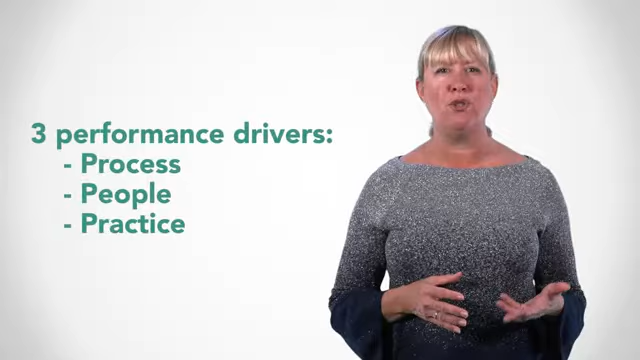 3 performance drivers:
- Process
- People
- Practice